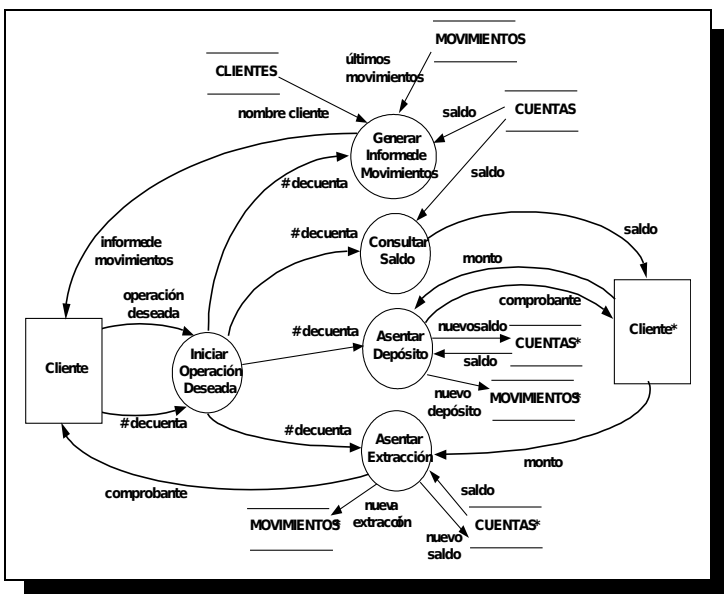 MOVIMIENTOS
últimos
movimientos
CLIENTES
nombre cliente
saldo
CUENTAS
Generar
Informe de
Movimientos
# de cuenta
saldo
# de cuenta
Consultar
Saldo
saldo
informe de
movimientos
monto
operación
deseada
comprobante
Cliente
Iniciar
Operación
Deseada
# de cuenta
Asentar
Depósito
nuevo saldo
CUENTAS*
saldo
Cliente*
nuevo
depósito
MOVIMIENTOS*
# de cuenta
# de cuenta
Asentar
Extracción
monto
comprobante
saldo
MOVIMIENTOS*
nueva
extracción
CUENTAS*
nuevo
saldo